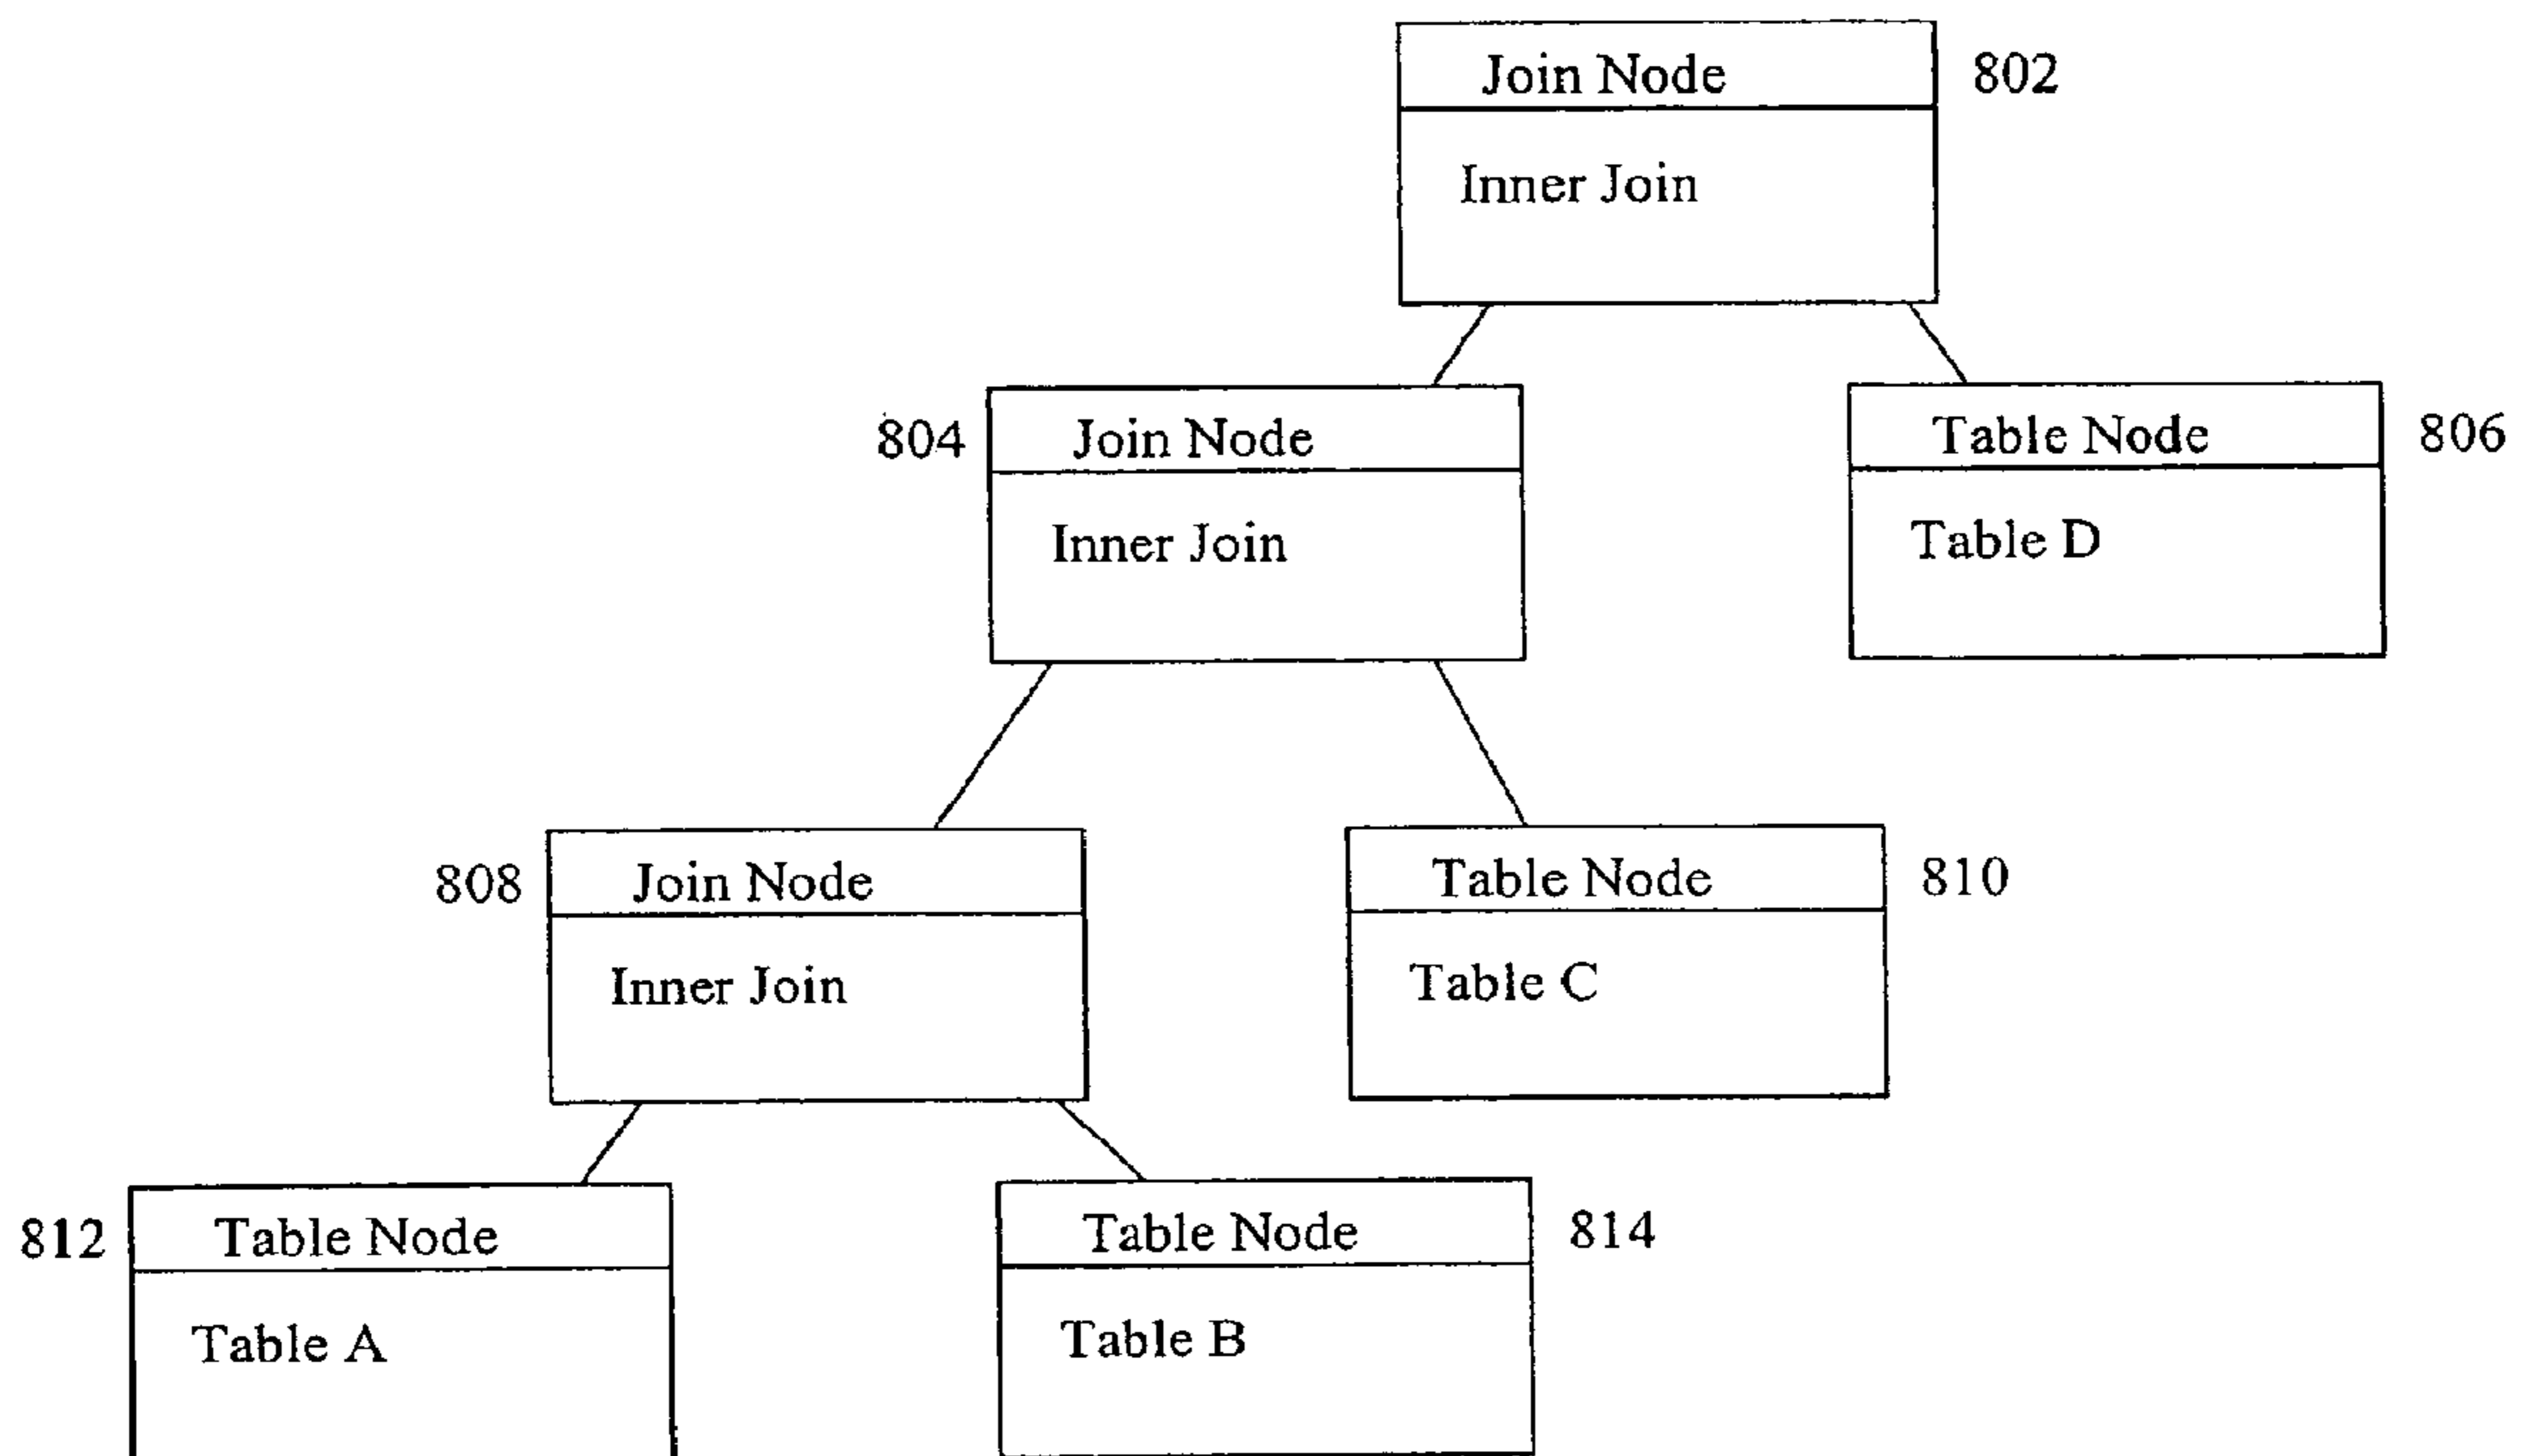 Join Node 802
Inner Join
804 Join Node
Table Node 806
Inner Join
Table D
808 Join Node
Table Node 810
Inner Join
Table C
812 Table Node
Table Node 814
Table A
Table B